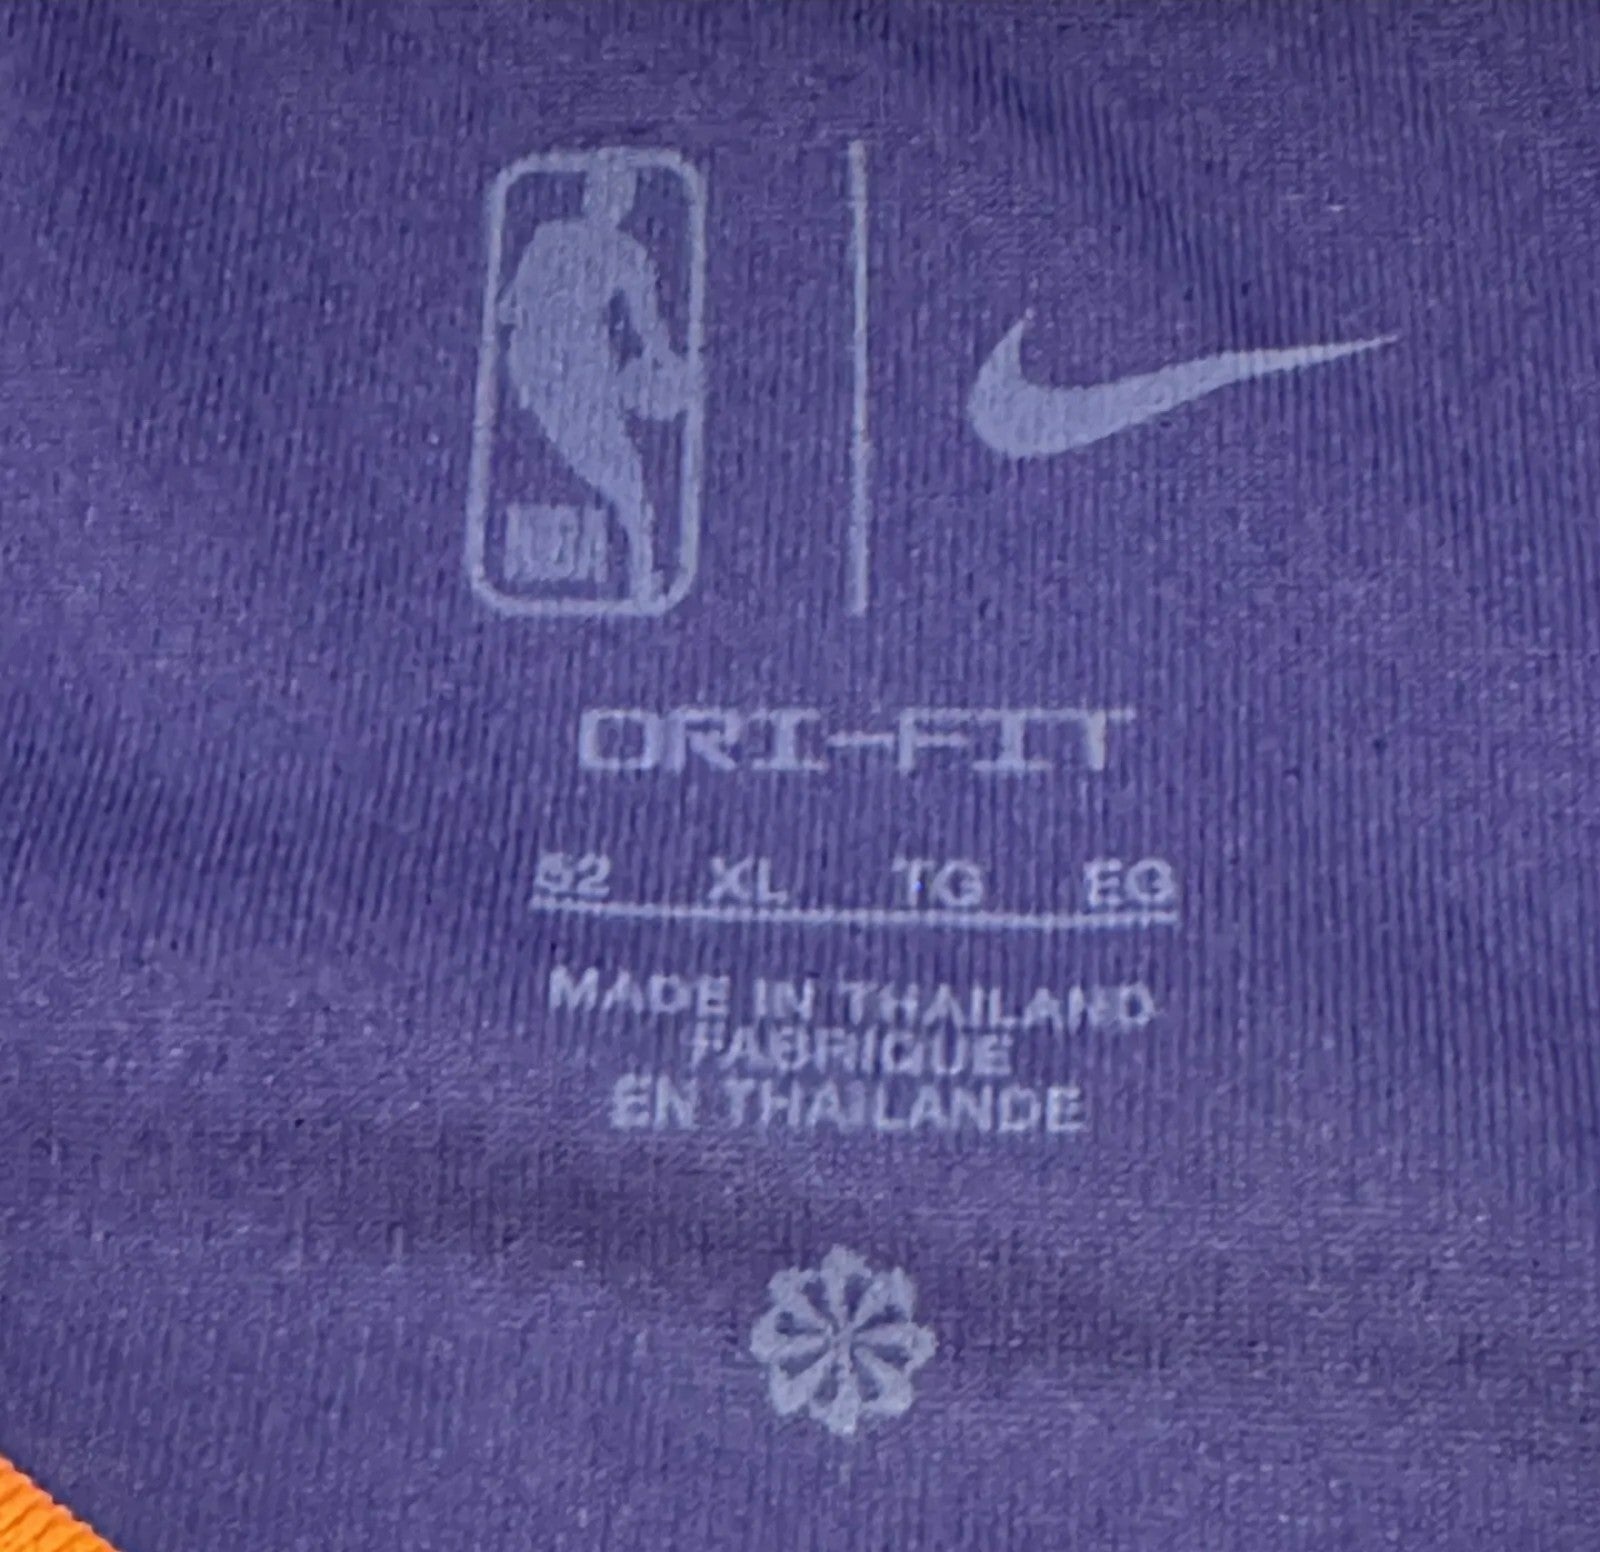 NBA
DRI-FIT
52 XL TG EG
MADE IN THAILAND
FABRIQUE
EN THAILANDE